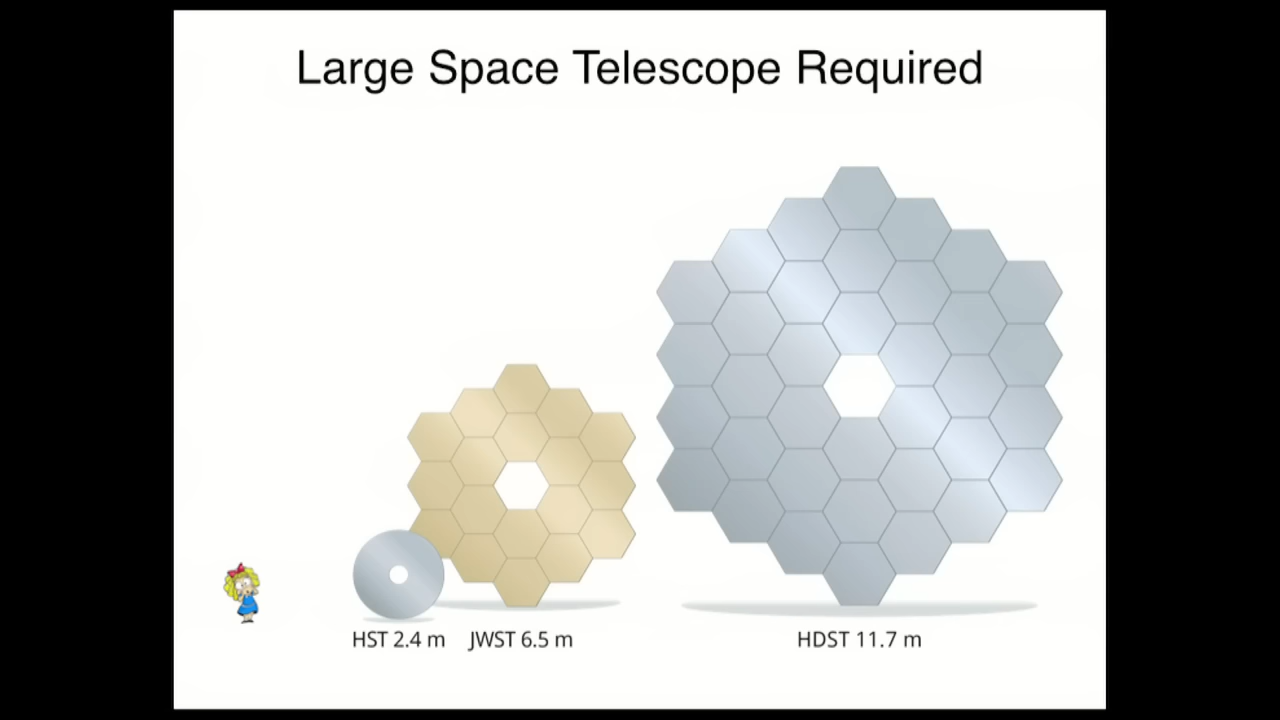 Large Space Telescope Required
HST 2.4 m
JWST 6.5 m
HDST 11.7 m